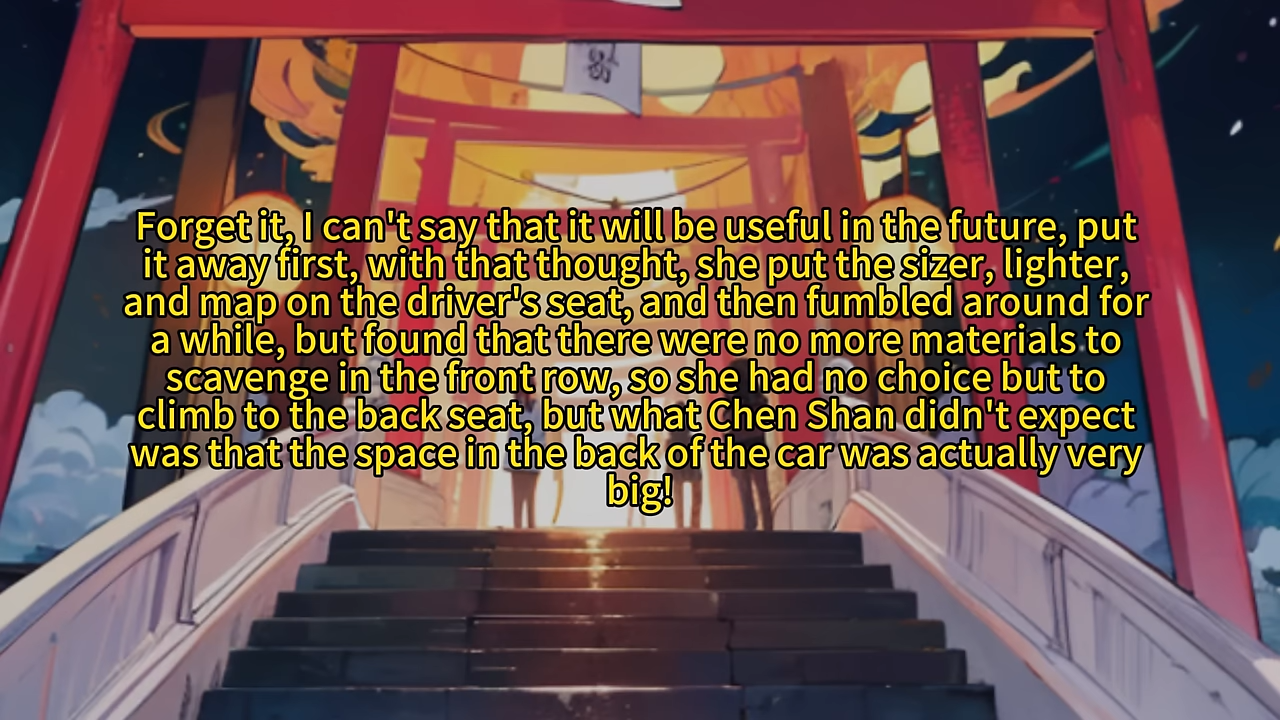 Forget it, I can't say that it will be useful in the future, put
it away first, with that thought, she put the sizer, lighter,
and map on the driver's seat, and then fumbled around for
a while, but found that there were no more materials to
scavenge in the front row, so she had no choice but to
climb to the back seat, but what Chen Shan didn't expect
was that the space in the back of the car was actually very
big!